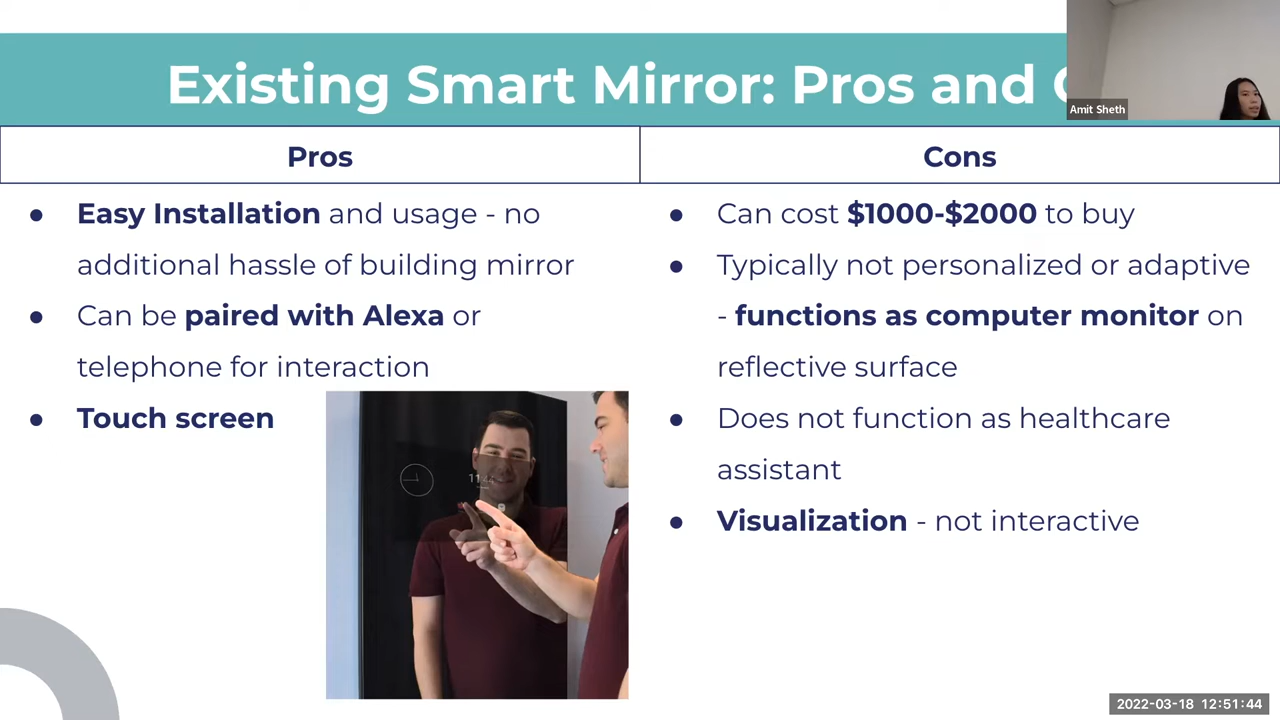 Existing Smart Mirror: Pros and
Amit Sheth
Pros
Cons
● Easy Installation and usage - no
additional hassle of building mirror
● Can be paired with Alexa or
telephone for interaction
● Touch screen
● Can cost $1000-$2000 to buy
● Typically not personalized or adaptive
- functions as computer monitor on
reflective surface
● Does not function as healthcare
assistant
● Visualization - not interactive
2022-03-18 12:51:44